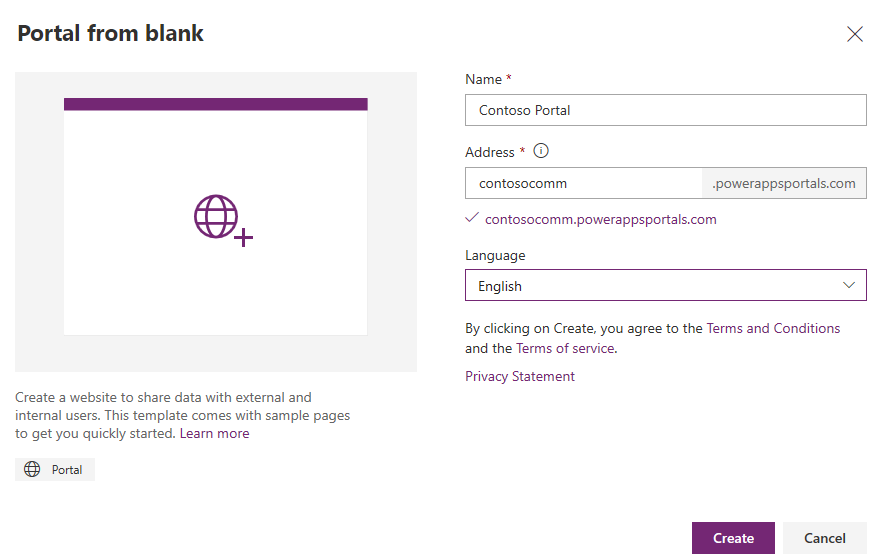 Portal from blank
Name *
Contoso Portal
Address *
contosocomm
.powerappsportals.com
contosocomm.powerappsportals.com
Language
English
By clicking on Create, you agree to the Terms and Conditions
and the Terms of service.
Privacy Statement
Create a website to share data with external and
internal users. This template comes with sample pages
to get you quickly started. Learn more
Portal
Create
Cancel